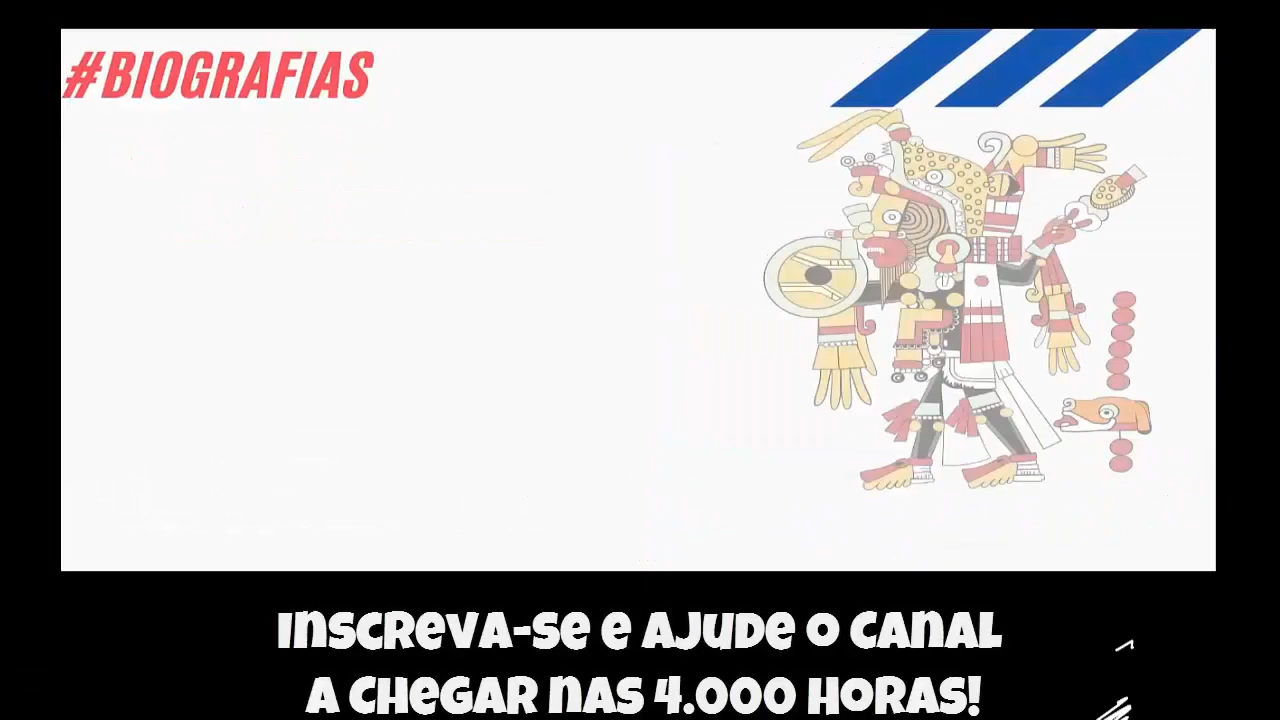 #BIOGRAFIAS
INSCREVA-SE E AJUDE O CANAL
A CHEGAR NAS 4.000 HORAS!